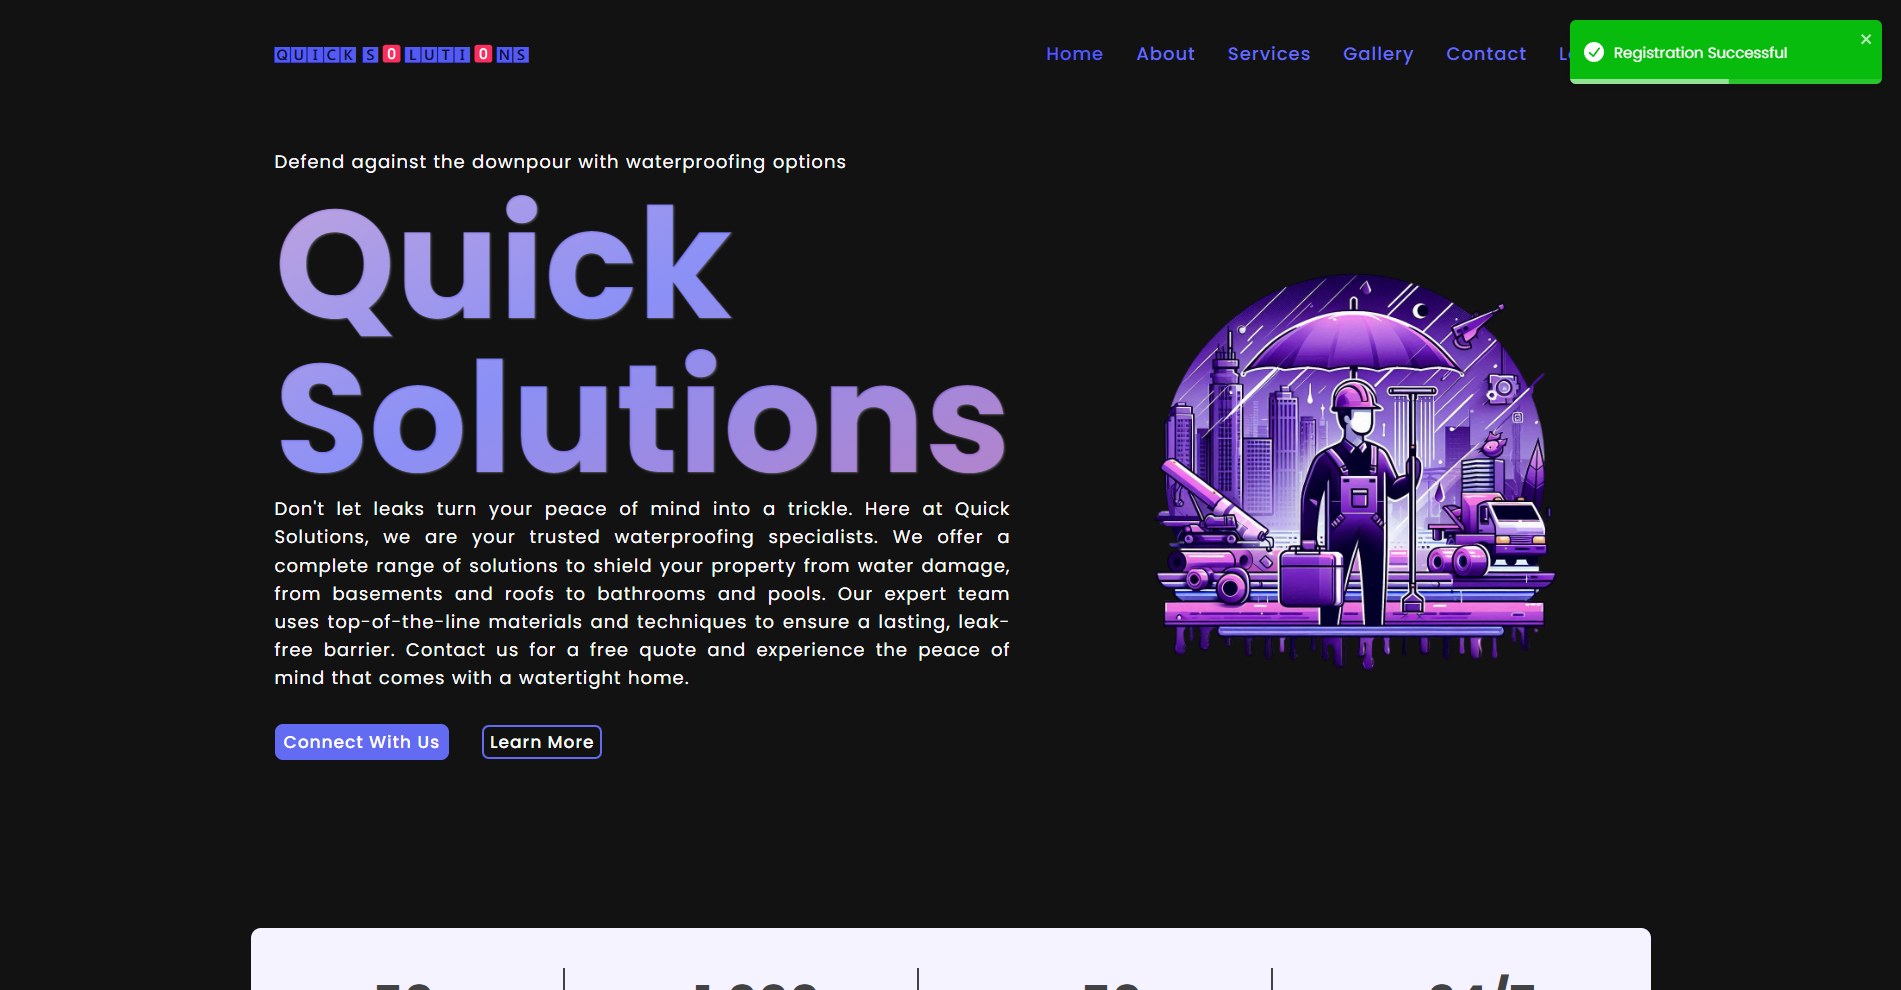 QUICK SOLUTIONS
Home About Services Gallery Contact
Registration Successful
Defend against the downpour with waterproofing options
Quick
Solutions
Don't let leaks turn your peace of mind into a trickle. Here at Quick
Solutions, we are your trusted waterproofing specialists. We offer a
complete range of solutions to shield your property from water damage,
from basements and roofs to bathrooms and pools. Our expert team
uses top-of-the-line materials and techniques to ensure a lasting, leak-
free barrier. Contact us for a free quote and experience the peace of
mind that comes with a watertight home.
Connect With Us Learn More